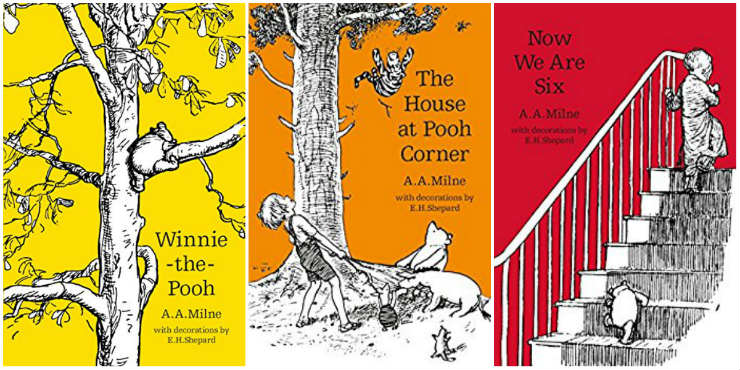 Winnie
-the-
Pooh
A.A.Milne
with decorations by
E.H.Shepard
The
House
at Pooh
Corner
A.A.Milne
with decorations by
E.H.Shepard
Now
We Are
Six
A.A.Milne
with decorations by
E.H.Shepard